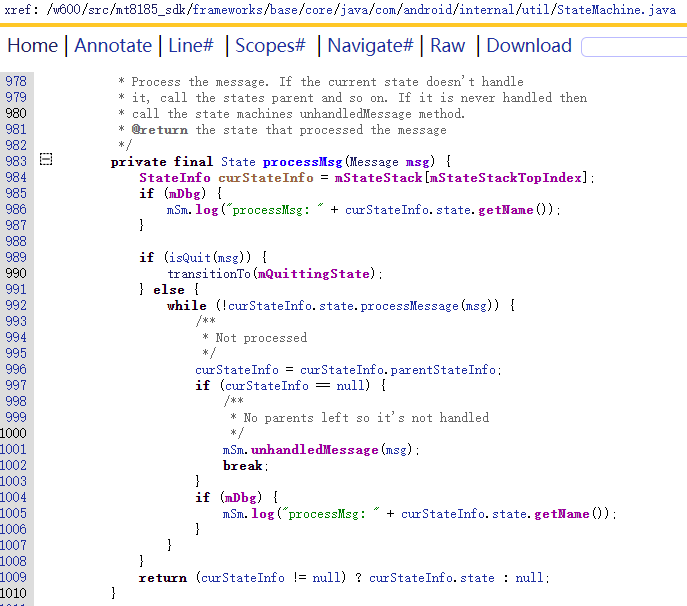 xref: /w600/src/mt8185_sdk/frameworks/base/core/java/com/android/internal/util/StateMachine.java
Home | Annotate | Line# | Scopes# | Navigate# | Raw | Download
978 * Process the message. If the current state doesn't handle
979 * it, call the states parent and so on. If it is never handled then
980 * call the state machines unhandledMessage method.
981 * @return the state that processed the message
982 */
983 private final State processMsg(Message msg) {
984 StateInfo curStateInfo = mStateStack[mStateStackTopIndex];
985 if (mDbg) {
986 mSm.log("processMsg: " + curStateInfo.state.getName());
987 }
988
989 if (isQuit(msg)) {
990 transitionTo(mQuittingState);
991 } else {
992 while (!curStateInfo.state.processMessage(msg)) {
993 /**
994 * Not processed
995 */
996 curStateInfo = curStateInfo.parentStateInfo;
997 if (curStateInfo == null) {
998 /**
999 * No parents left so it's not handled
1000 */
1001 mSm.unhandledMessage(msg);
1002 break;
1003 }
1004 if (mDbg) {
1005 mSm.log("processMsg: " + curStateInfo.state.getName());
1006 }
1007 }
1008 }
1009 return (curStateInfo != null) ? curStateInfo.state : null;
1010 }